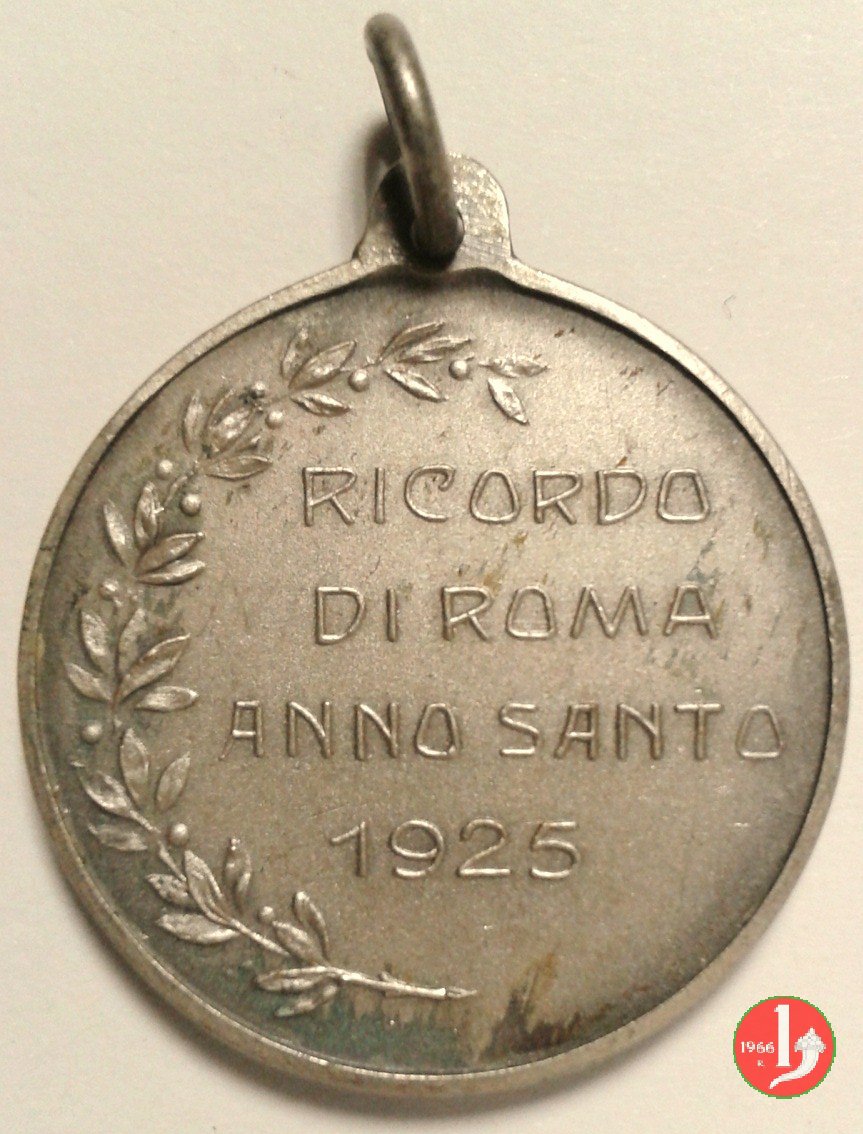 RICORDO
DI ROMA
ANNO SANTO
1925
1966
R.